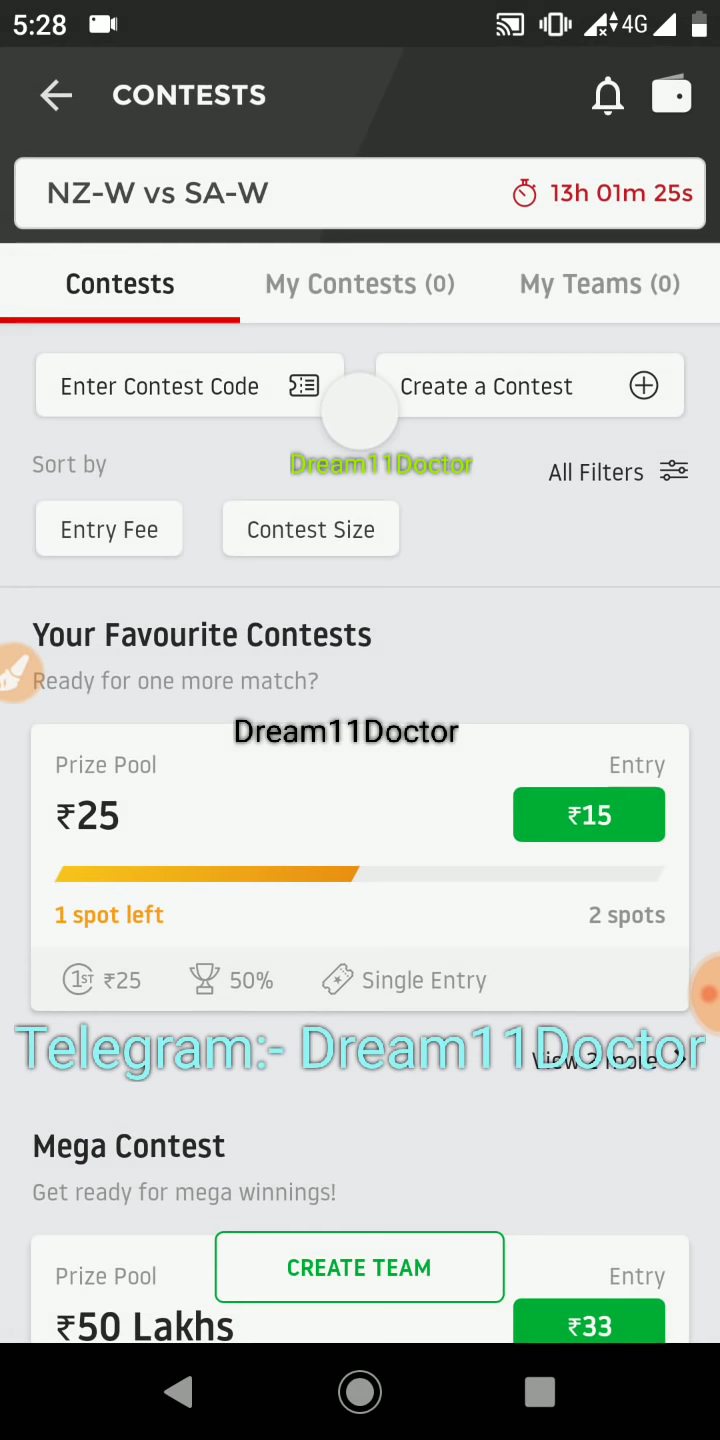 5:28 4G
CONTESTS
NZ-W vs SA-W 13h 01m 25s
Contests My Contests (0) My Teams (0)
Enter Contest Code Create a Contest
Dream11Doctor
Sort by All Filters
Entry Fee Contest Size
Your Favourite Contests
Ready for one more match?
Dream11Doctor
Prize Pool Entry
₹25 ₹15
1 spot left 2 spots
1ST ₹25 50% Single Entry
Telegram:- Dream11Doctor
View 2 more
Mega Contest
Get ready for mega winnings!
CREATE TEAM
Prize Pool Entry
₹50 Lakhs ₹33